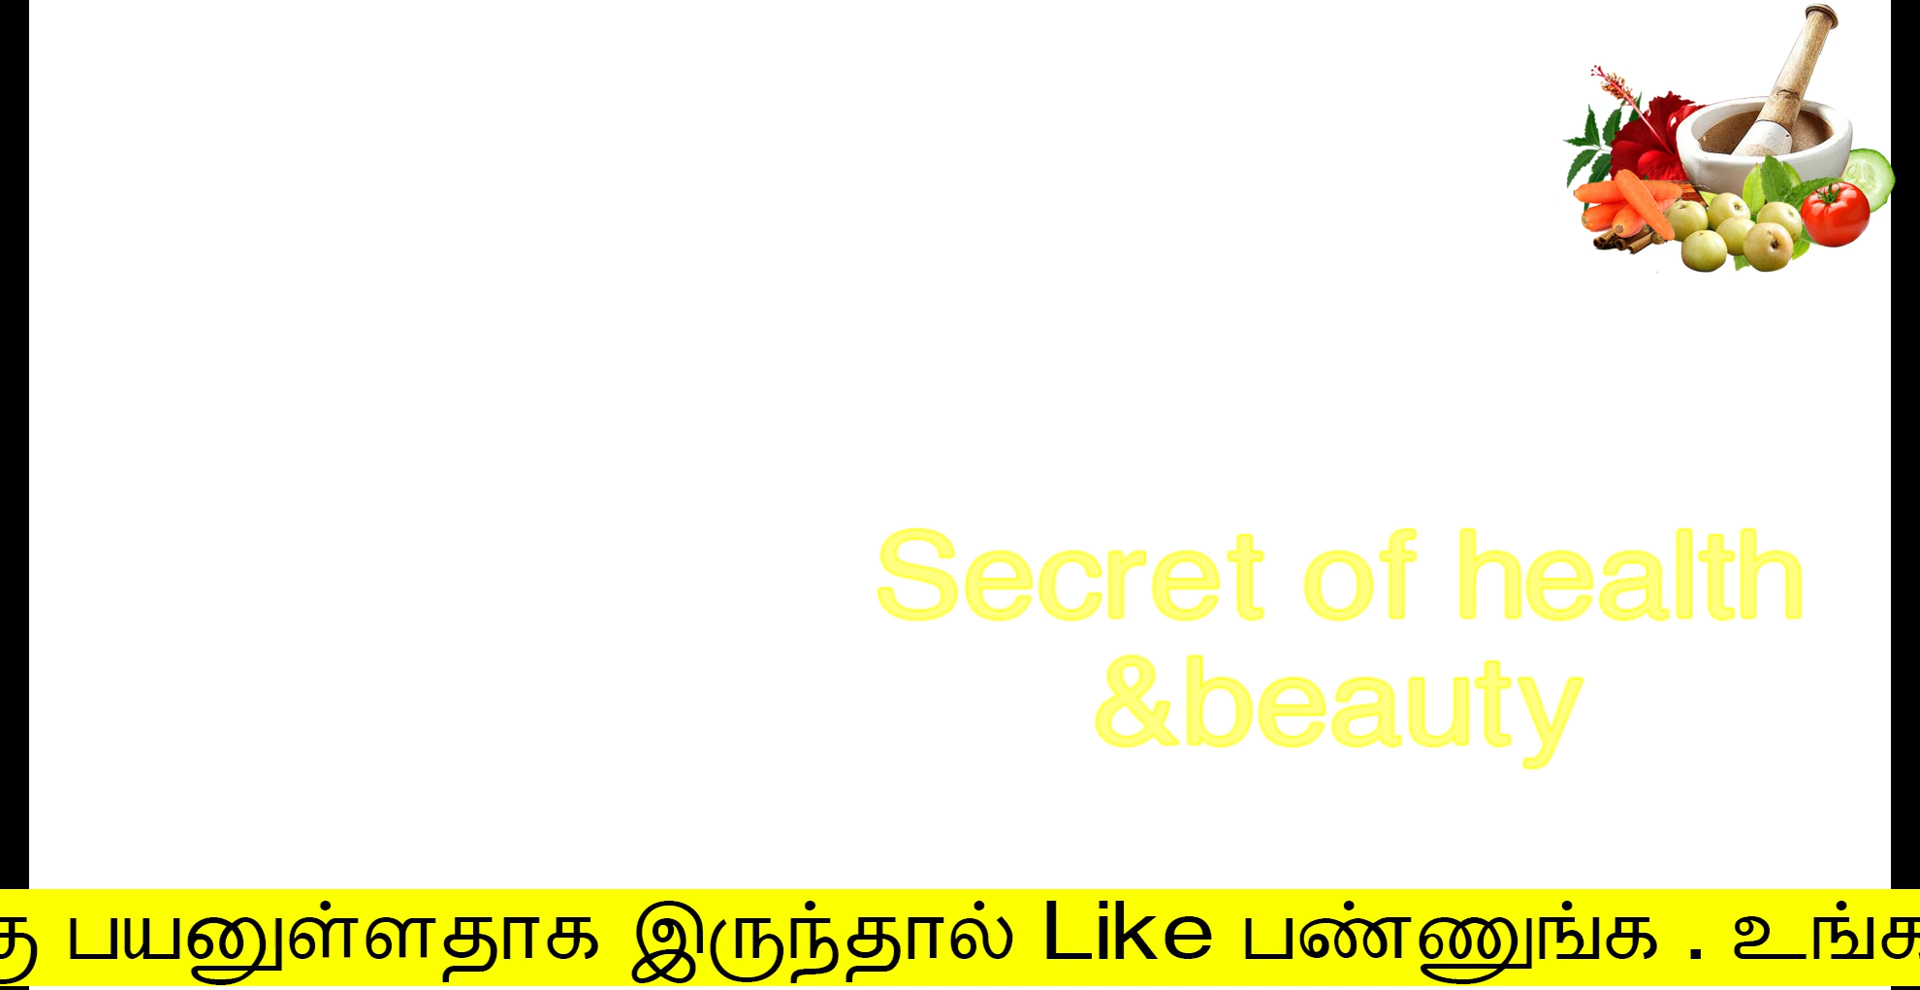 Secret of health
&beauty
பயனுள்ளதாக இருந்தால் Like பண்ணுங்க .